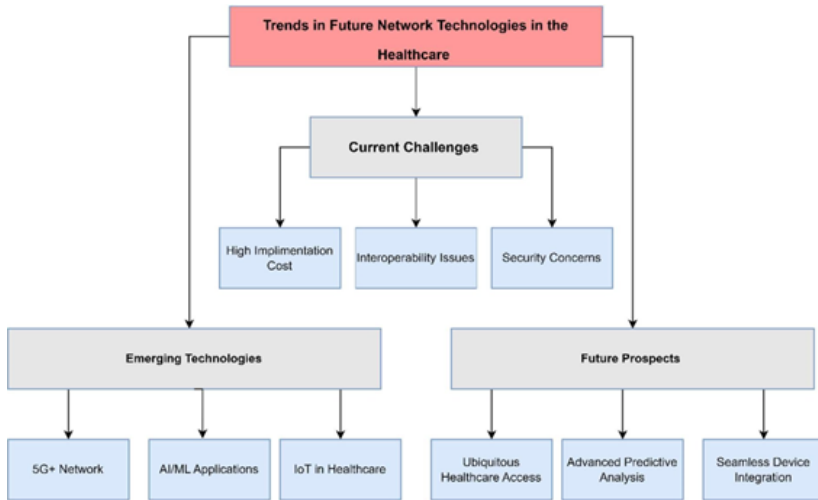 Trends in Future Network Technologies in the
Healthcare
Current Challenges
High Implimentation
Cost
Interoperability Issues
Security Concerns
Emerging Technologies
Future Prospects
5G+ Network
AI/ML Applications
IoT in Healthcare
Ubiquitous
Healthcare Access
Advanced Predictive
Analysis
Seamless Device
Integration